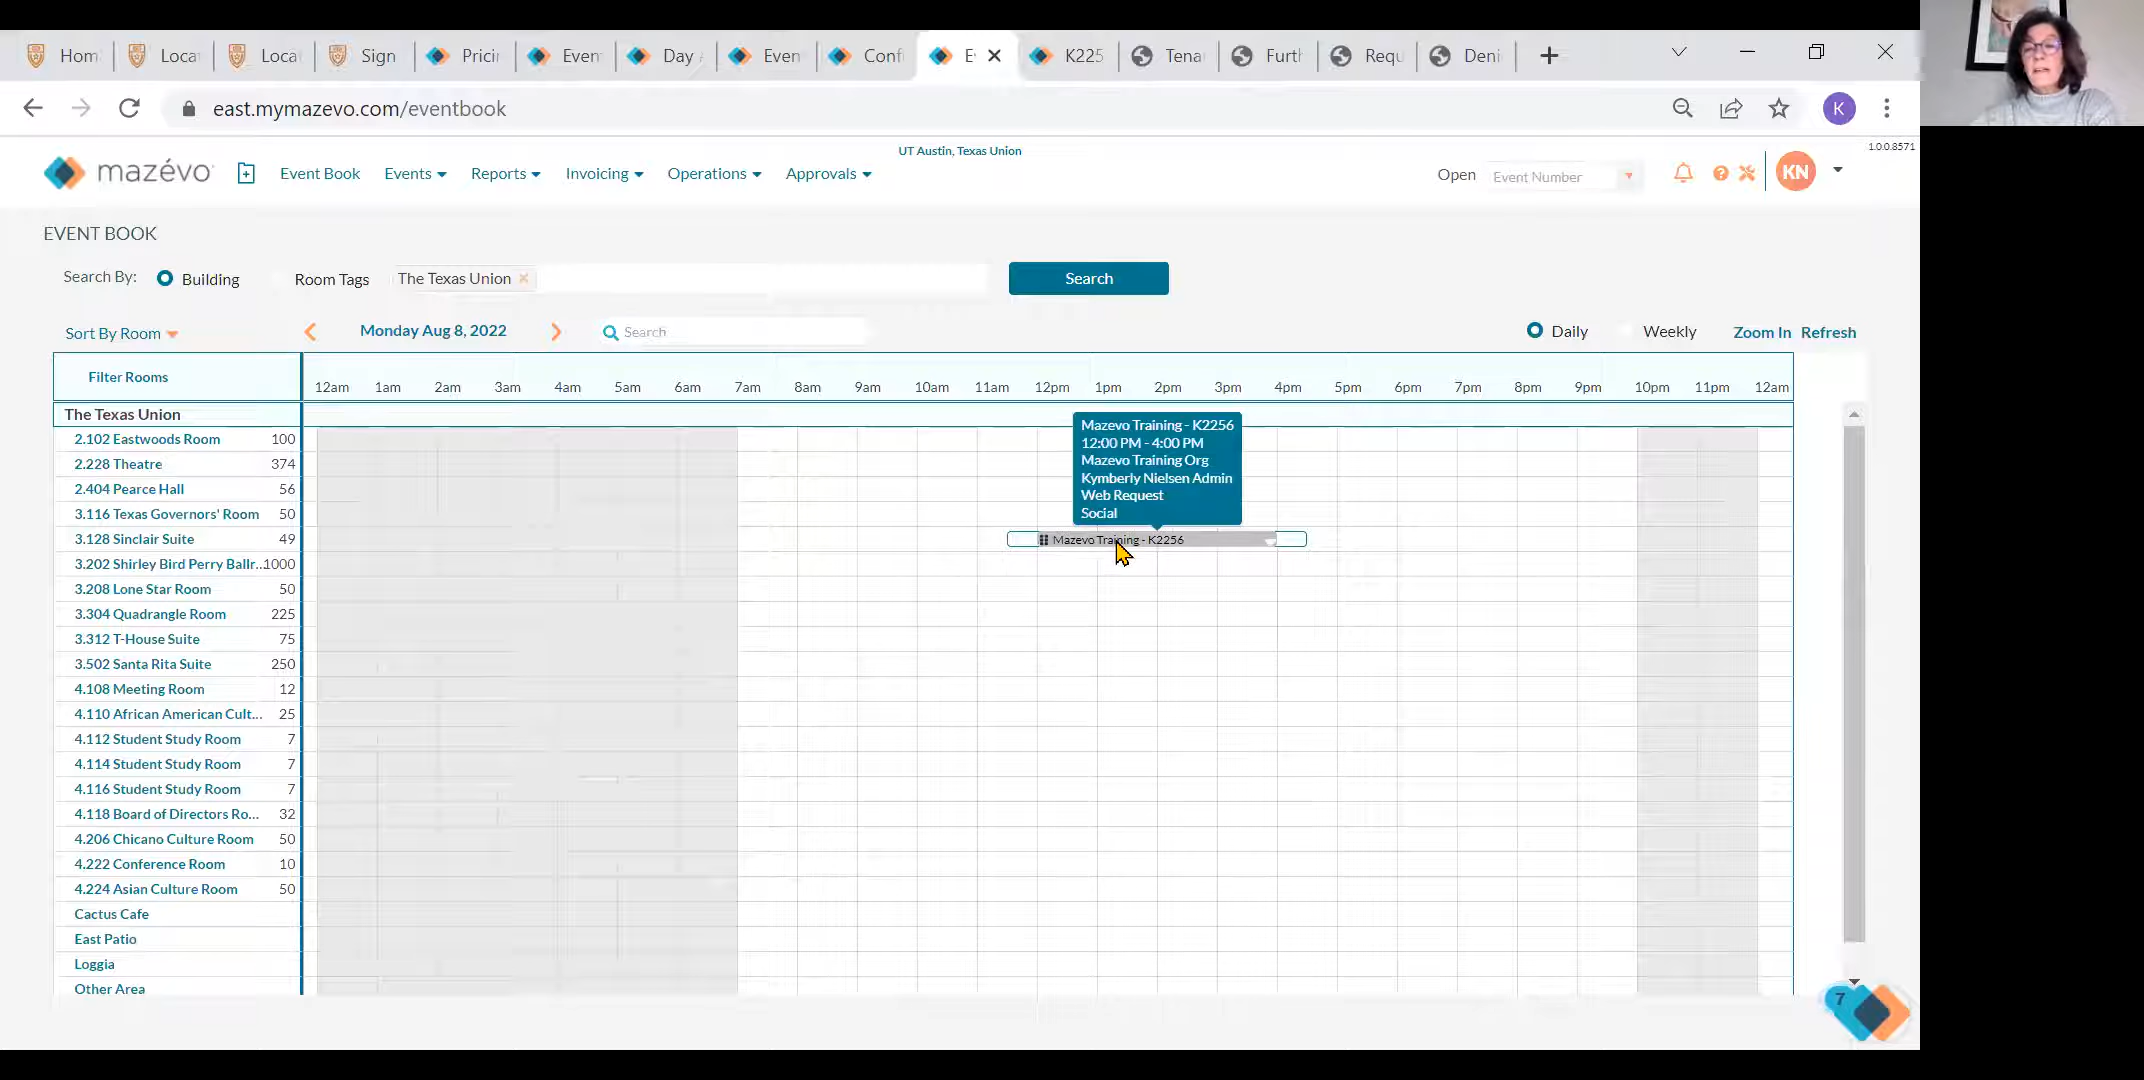 Hom
Loca
Loca
Sign
Prici
Even
Day
Even
Conf
E
K225
Tena
Furth
Requ
Deni
east.mymazevo.com/eventbook
K
UT Austin, Texas Union
1.0.0.8571
mazévo
Event Book
Events
Reports
Invoicing
Operations
Approvals
Open
Event Number
KN
EVENT BOOK
Search By:
Building
Room Tags
The Texas Union
Search
Sort By Room
Monday Aug 8, 2022
Search
Daily
Weekly
Zoom In
Refresh
Filter Rooms
12am 1am 2am 3am 4am 5am 6am 7am 8am 9am 10am 11am 12pm 1pm 2pm 3pm 4pm 5pm 6pm 7pm 8pm 9pm 10pm 11pm 12am
The Texas Union
Mazevo Training - K2256
12:00 PM - 4:00 PM
Mazevo Training Org
Kymberly Nielsen Admin
Web Request
Social
2.102 Eastwoods Room 100
2.228 Theatre 374
2.404 Pearce Hall 56
3.116 Texas Governors' Room 50
3.128 Sinclair Suite 49
Mazevo Training - K2256
3.202 Shirley Bird Perry Ballr...1000
3.208 Lone Star Room 50
3.304 Quadrangle Room 225
3.312 T-House Suite 75
3.502 Santa Rita Suite 250
4.108 Meeting Room 12
4.110 African American Cult... 25
4.112 Student Study Room 7
4.114 Student Study Room 7
4.116 Student Study Room 7
4.118 Board of Directors Ro... 32
4.206 Chicano Culture Room 50
4.222 Conference Room 10
4.224 Asian Culture Room 50
Cactus Cafe
East Patio
Loggia
Other Area
7